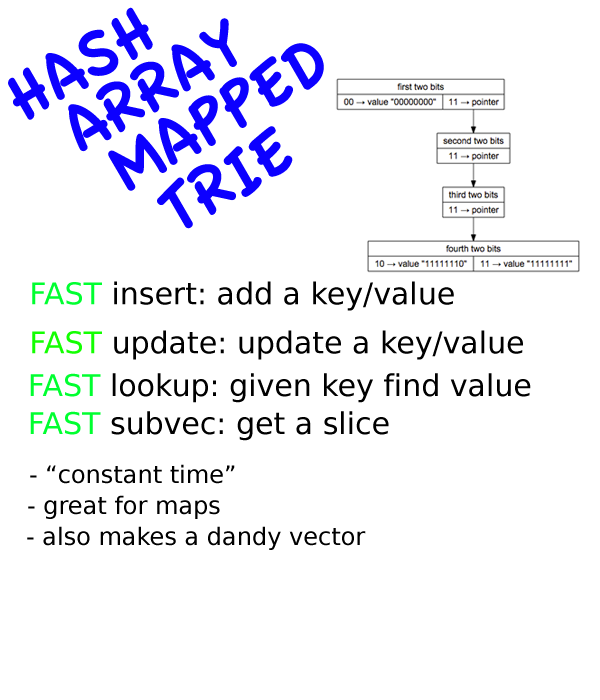 HASH
ARRAY
MAPPED
TRIE
first two bits
00 → value "00000000" 11 → pointer
second two bits
11 → pointer
third two bits
11 → pointer
fourth two bits
10 → value "11111110" 11 → value "11111111"
FAST insert: add a key/value
FAST update: update a key/value
FAST lookup: given key find value
FAST subvec: get a slice
- “constant time”
- great for maps
- also makes a dandy vector